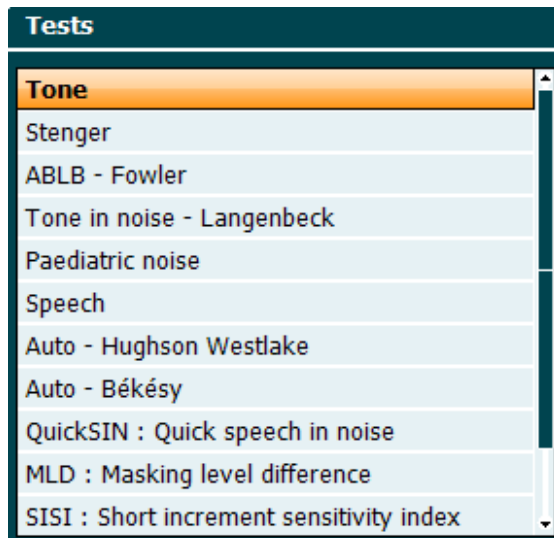 Tests
Tone
Stenger
ABLB - Fowler
Tone in noise - Langenbeck
Paediatric noise
Speech
Auto - Hughson Westlake
Auto - Békésy
QuickSIN : Quick speech in noise
MLD : Masking level difference
SISI : Short increment sensitivity index